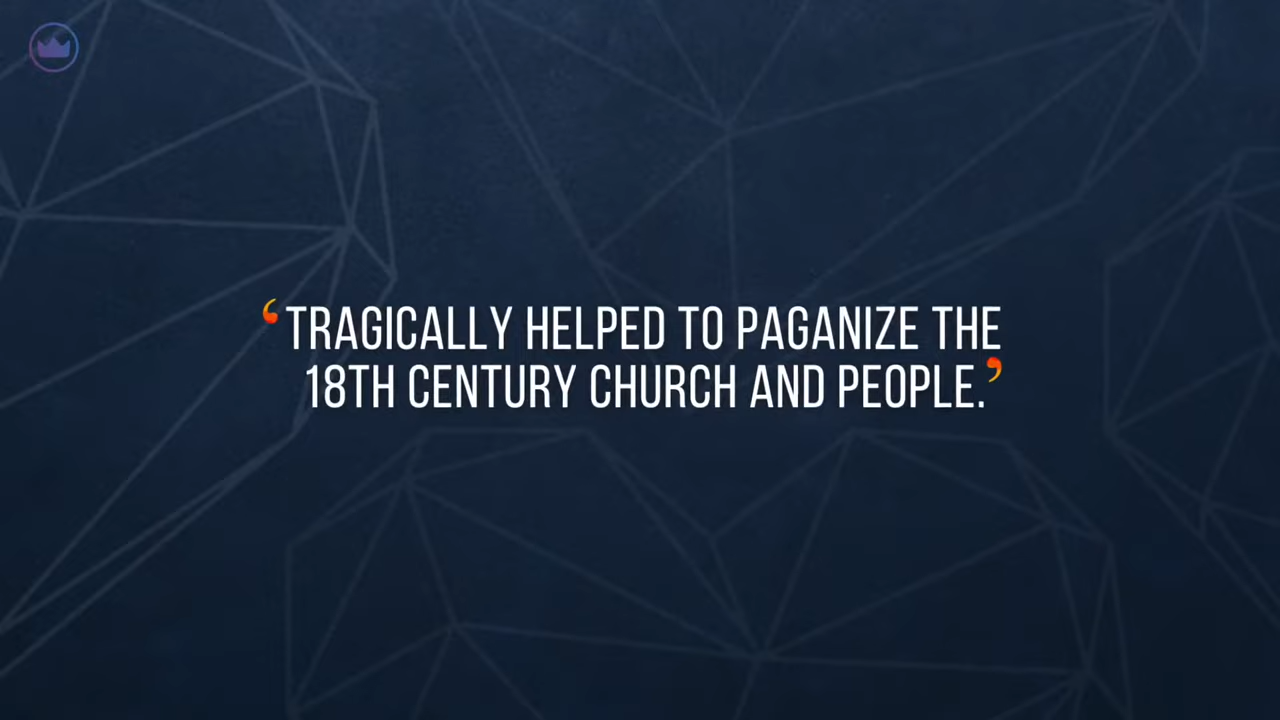 ‘TRAGICALLY HELPED TO PAGANIZE THE
18TH CENTURY CHURCH AND PEOPLE.’